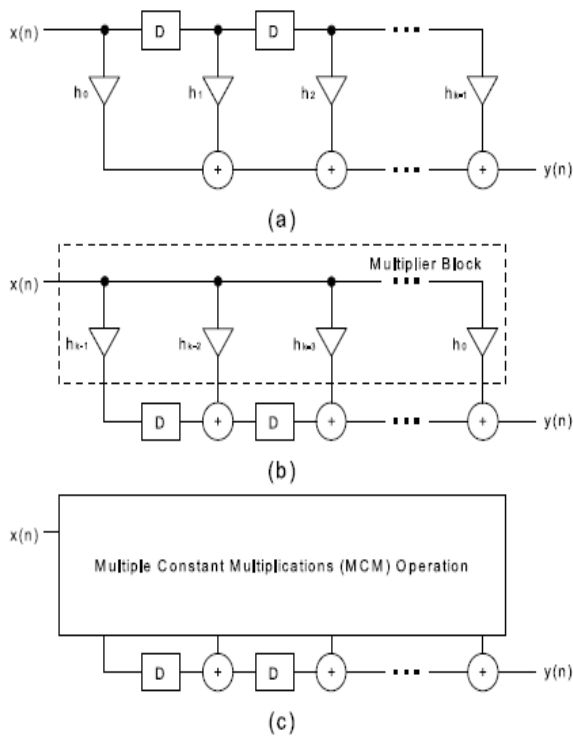 x(n) D D
h0 h1 h2 hk-1
+ + + y(n)
(a)
Multiplier Block
x(n)
hk-1 hk-2 hk-3 h0
D + D + + y(n)
(b)
x(n)
Multiple Constant Multiplications (MCM) Operation
D + D + + y(n)
(c)